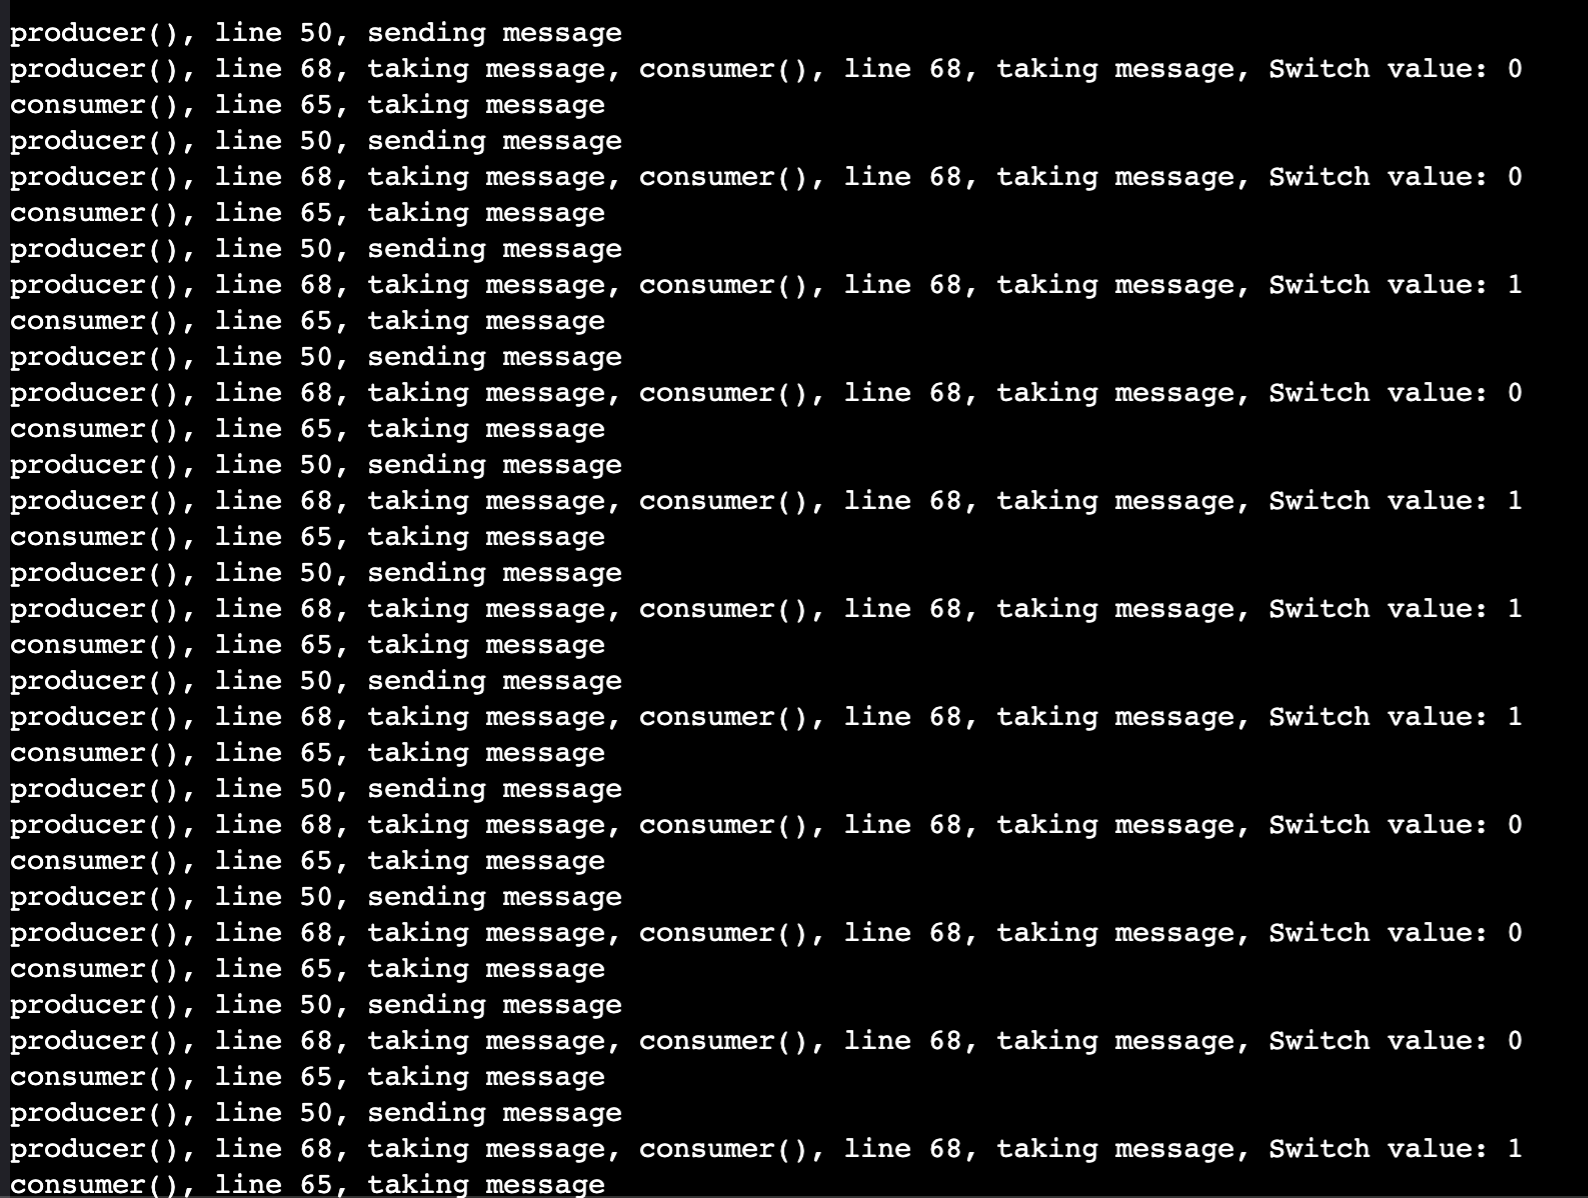 producer(), line 50, sending message
producer(), line 68, taking message, consumer(), line 68, taking message, Switch value: 0
consumer(), line 65, taking message
producer(), line 50, sending message
producer(), line 68, taking message, consumer(), line 68, taking message, Switch value: 0
consumer(), line 65, taking message
producer(), line 50, sending message
producer(), line 68, taking message, consumer(), line 68, taking message, Switch value: 1
consumer(), line 65, taking message
producer(), line 50, sending message
producer(), line 68, taking message, consumer(), line 68, taking message, Switch value: 0
consumer(), line 65, taking message
producer(), line 50, sending message
producer(), line 68, taking message, consumer(), line 68, taking message, Switch value: 1
consumer(), line 65, taking message
producer(), line 50, sending message
producer(), line 68, taking message, consumer(), line 68, taking message, Switch value: 1
consumer(), line 65, taking message
producer(), line 50, sending message
producer(), line 68, taking message, consumer(), line 68, taking message, Switch value: 1
consumer(), line 65, taking message
producer(), line 50, sending message
producer(), line 68, taking message, consumer(), line 68, taking message, Switch value: 0
consumer(), line 65, taking message
producer(), line 50, sending message
producer(), line 68, taking message, consumer(), line 68, taking message, Switch value: 0
consumer(), line 65, taking message
producer(), line 50, sending message
producer(), line 68, taking message, consumer(), line 68, taking message, Switch value: 0
consumer(), line 65, taking message
producer(), line 50, sending message
producer(), line 68, taking message, consumer(), line 68, taking message, Switch value: 1
consumer(), line 65, taking message